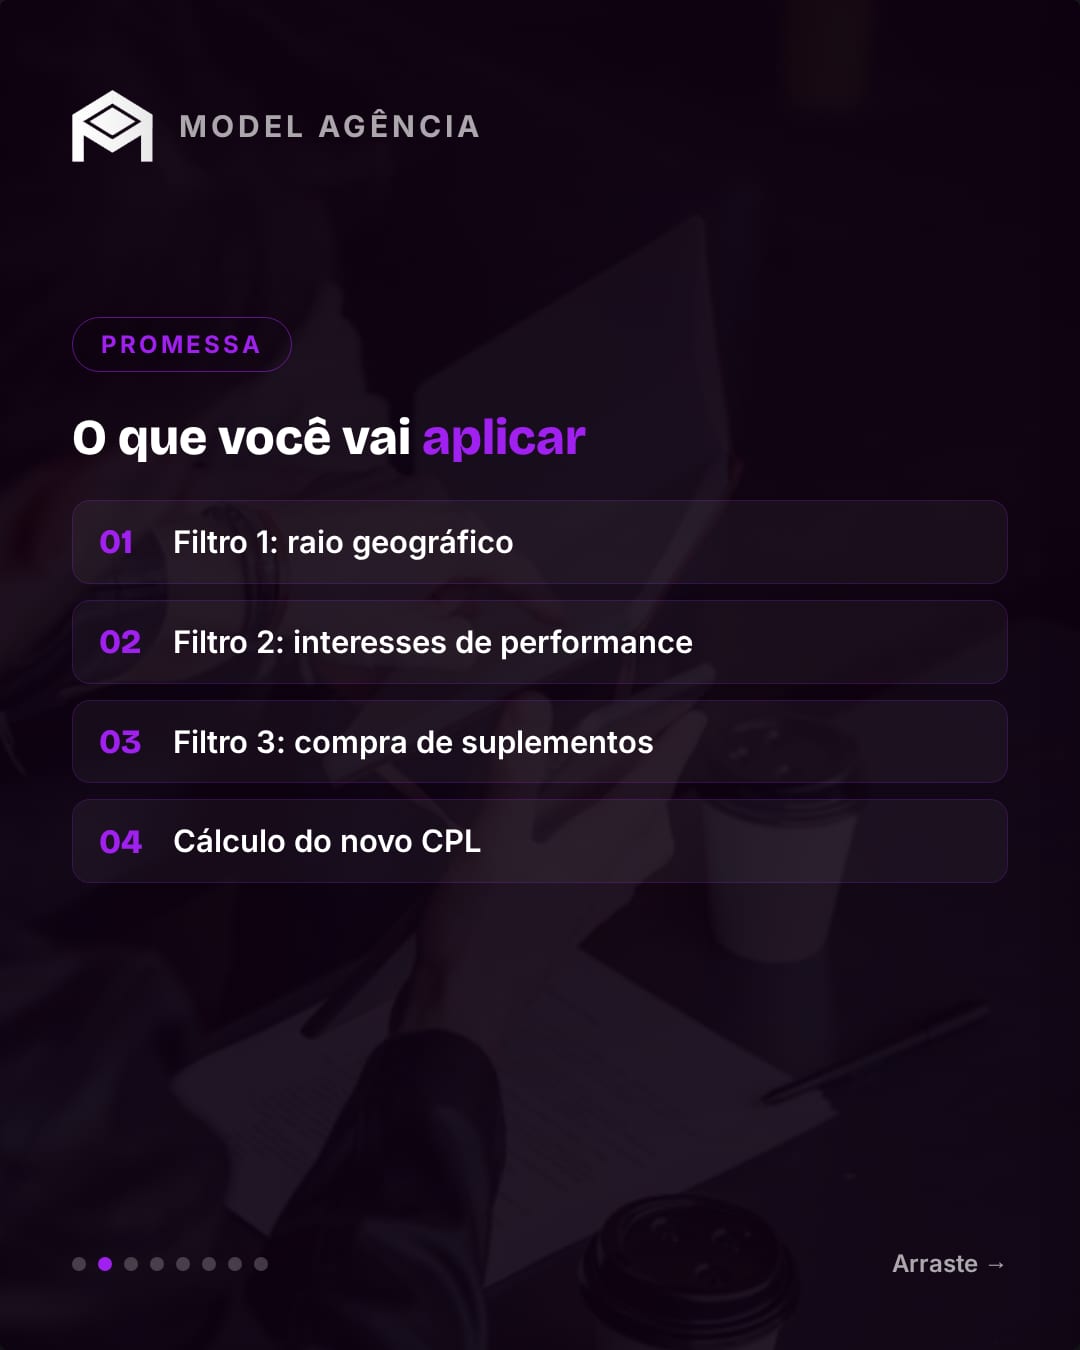 MODEL AGÊNCIA
PROMESSA
O que você vai aplicar
01 Filtro 1: raio geográfico
02 Filtro 2: interesses de performance
03 Filtro 3: compra de suplementos
04 Cálculo do novo CPL
Arraste →